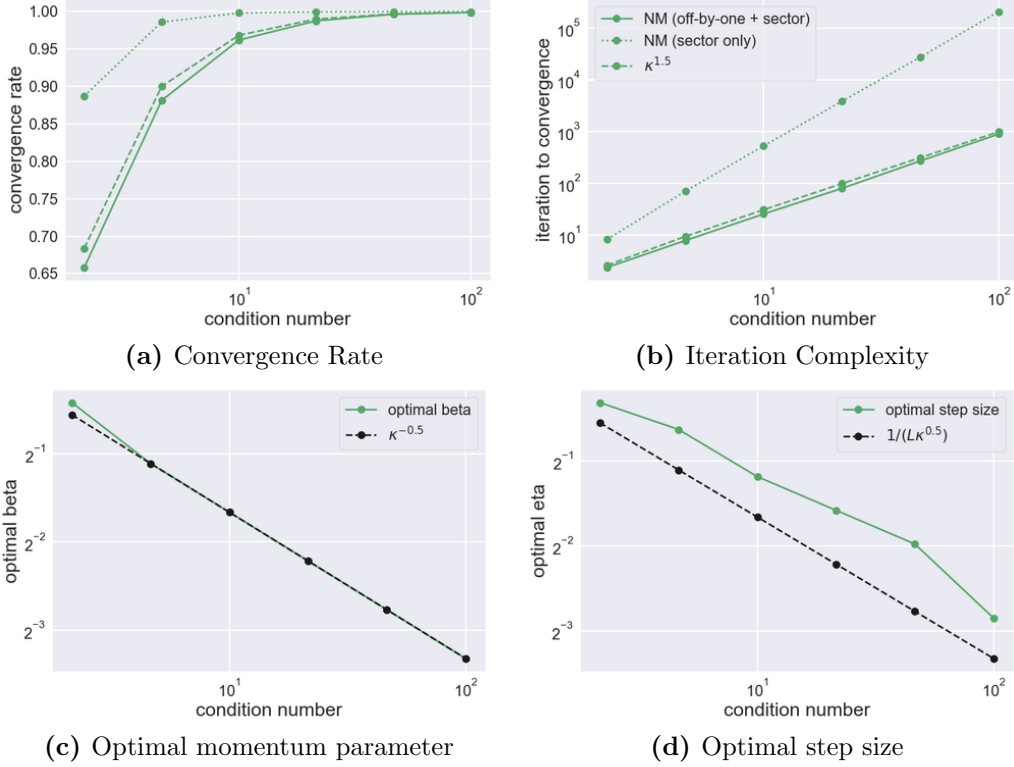 1.00
0.95
0.90
0.85
0.80
0.75
0.70
0.65
convergence rate
10^1
10^2
condition number
(a) Convergence Rate
NM (off-by-one + sector)
NM (sector only)
κ^1.5
10^5
10^4
10^3
10^2
10^1
iteration to convergence
10^1
10^2
condition number
(b) Iteration Complexity
optimal beta
κ^−0.5
2^−1
2^−2
2^−3
optimal beta
10^1
10^2
condition number
(c) Optimal momentum parameter
optimal step size
1/(Lκ^0.5)
2^−1
2^−2
2^−3
optimal eta
10^1
10^2
condition number
(d) Optimal step size